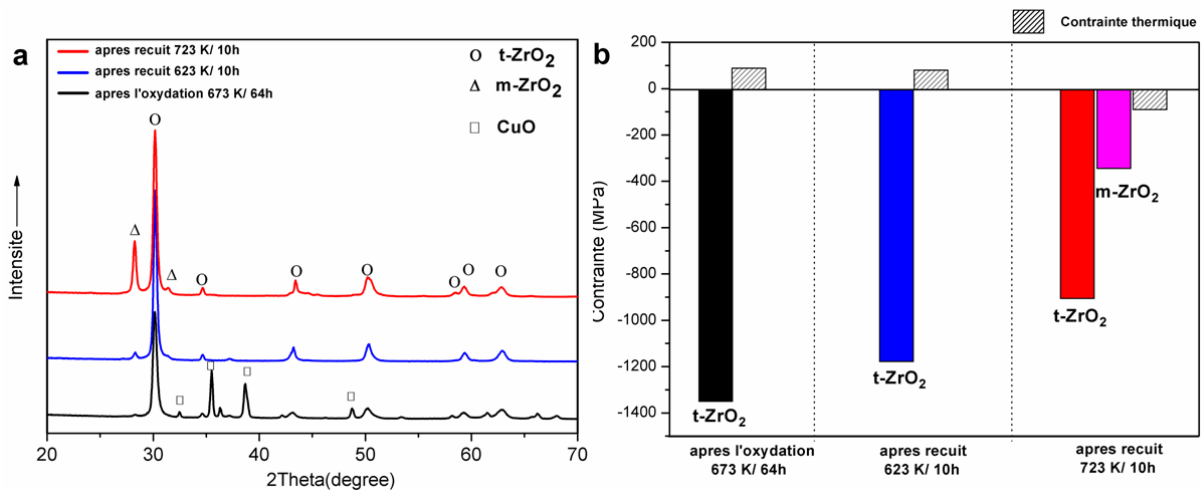 a
apres recuit 723 K/ 10h
apres recuit 623 K/ 10h
apres l'oxydation 673 K/ 64h
O t-ZrO2
Δ m-ZrO2
□ CuO
O
Δ
Δ
O
O
O
O
O
O
□
□
□
□
Intensite
20 30 40 50 60 70
2Theta(degree)
Contrainte thermique
b
200
0
-200
-400
-600
-800
-1000
-1200
-1400
Contrainte (MPa)
t-ZrO2
t-ZrO2
t-ZrO2
m-ZrO2
apres l'oxydation
673 K/ 64h
apres recuit
623 K/ 10h
apres recuit
723 K/ 10h